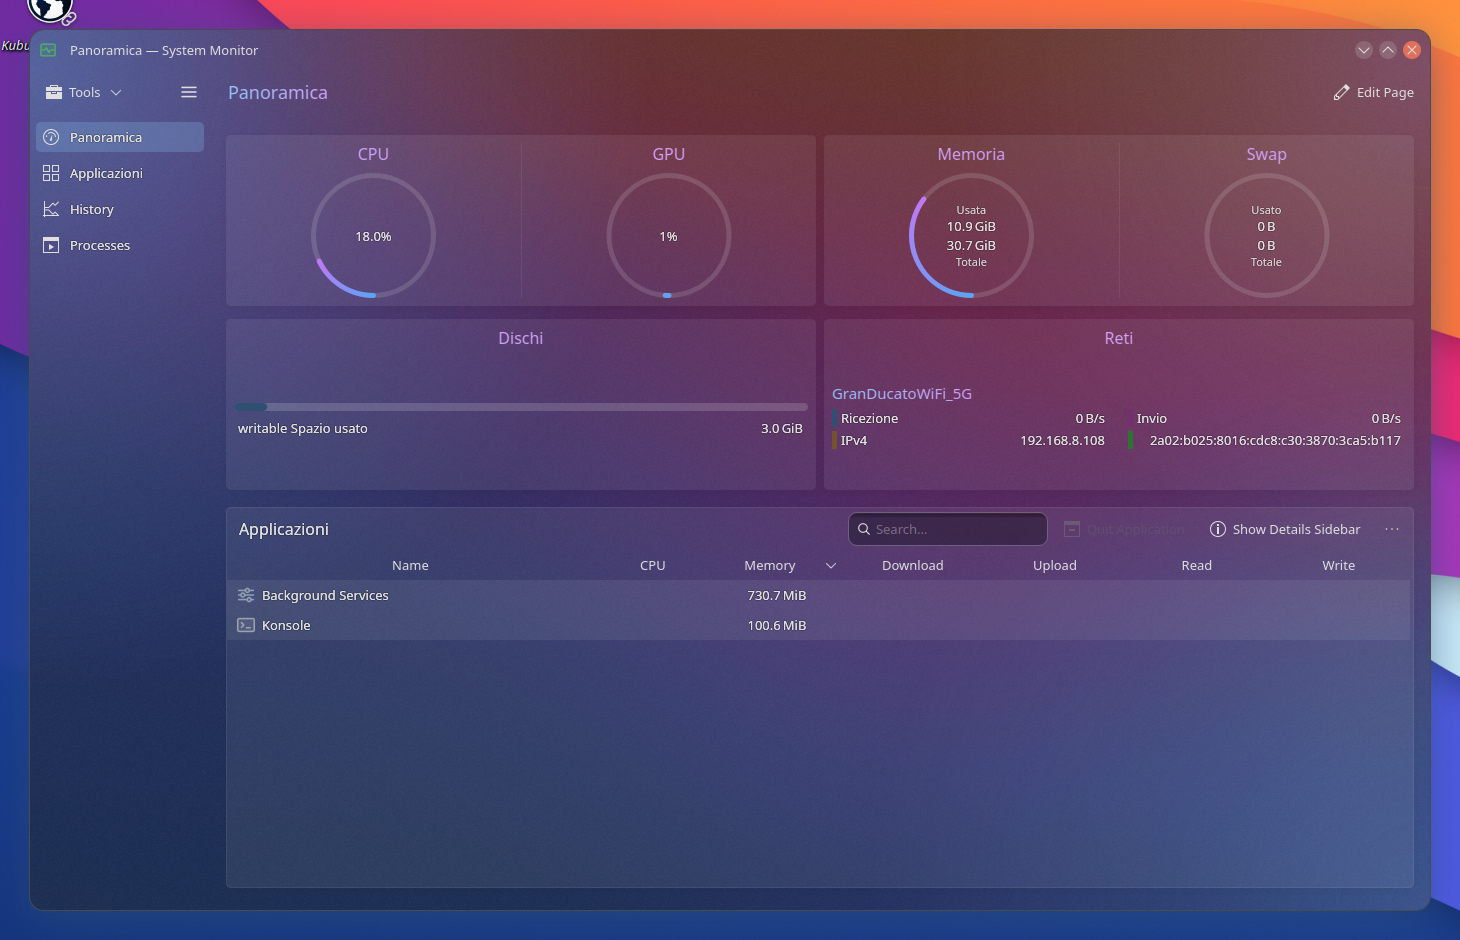 Kubu
Panoramica — System Monitor
Tools
Panoramica
Edit Page
Panoramica
Applicazioni
History
Processes
CPU
18.0%
GPU
1%
Memoria
Usata
10.9 GiB
30.7 GiB
Totale
Swap
Usato
0 B
0 B
Totale
Dischi
writable Spazio usato 3.0 GiB
Reti
GranDucatoWiFi_5G
Ricezione 0 B/s Invio 0 B/s
IPv4 192.168.8.108 2a02:b025:8016:cdc8:c30:3870:3ca5:b117
Applicazioni
Search...
Quit Application
Show Details Sidebar
Name CPU Memory Download Upload Read Write
Background Services 730.7 MiB
Konsole 100.6 MiB